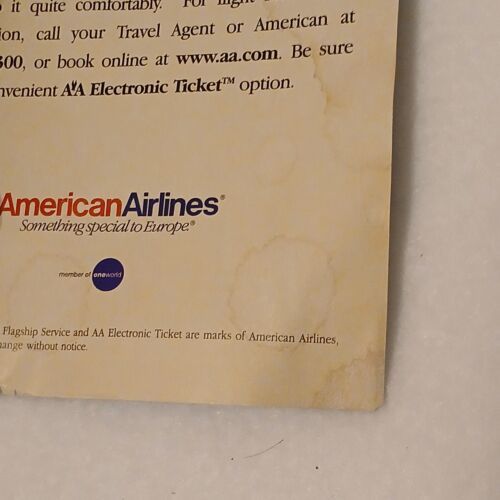 it quite comfortably. For flight
ion, call your Travel Agent or American at
300, or book online at www.aa.com. Be sure
nvenient AA Electronic Ticket™ option.
AmericanAirlines®
Something special to Europe.®
member of oneworld
Flagship Service and AA Electronic Ticket are marks of American Airlines,
hange without notice.